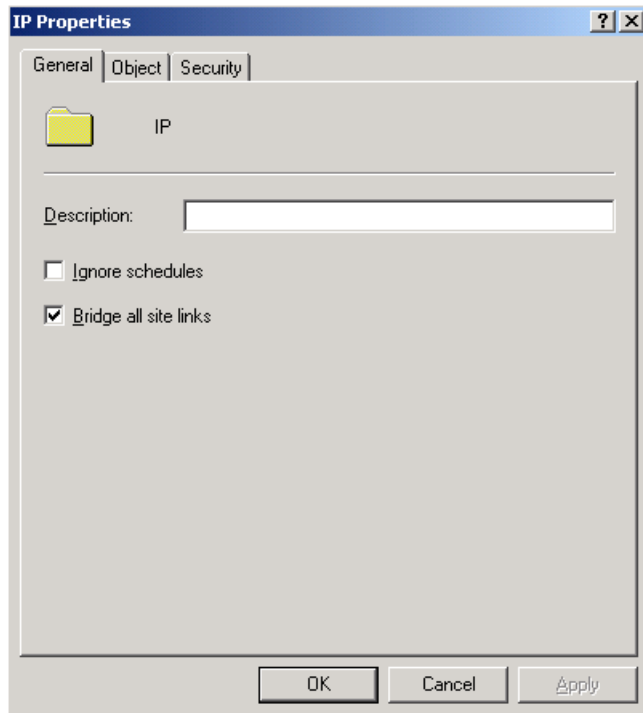 IP Properties
General Object Security
IP
Description:
Ignore schedules
Bridge all site links
OK Cancel Apply